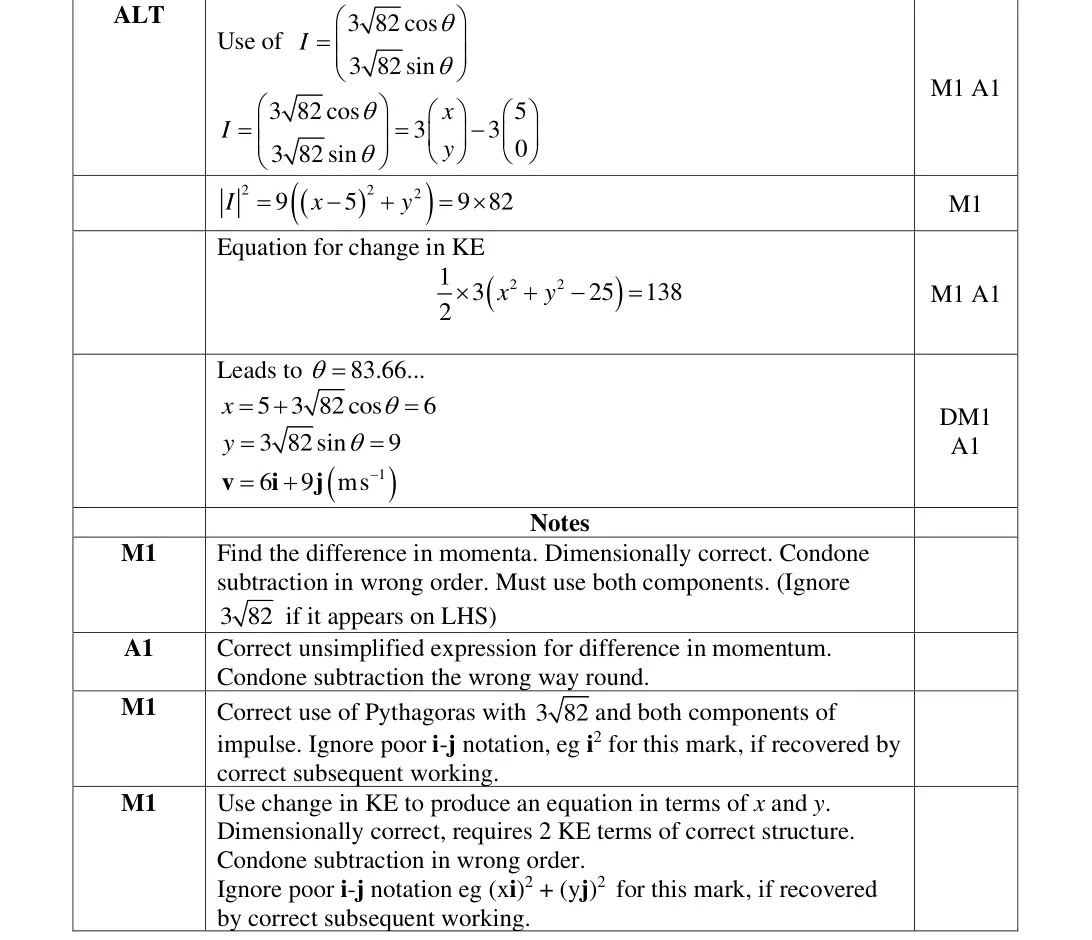 ALT
Use of I = (3√82 cos θ
3√82 sin θ)
M1 A1
I = (3√82 cos θ
3√82 sin θ) = 3(x
y) − 3(5
0)
|I|² = 9((x − 5)² + y²) = 9 × 82
M1
Equation for change in KE
1/2 × 3(x² + y² − 25) = 138
M1 A1
Leads to θ = 83.66...
x = 5 + 3√82 cos θ = 6
y = 3√82 sin θ = 9
v = 6i + 9j (m s⁻¹)
DM1
A1
Notes
M1
Find the difference in momenta. Dimensionally correct. Condone
subtraction in wrong order. Must use both components. (Ignore
3√82 if it appears on LHS)
A1
Correct unsimplified expression for difference in momentum.
Condone subtraction the wrong way round.
M1
Correct use of Pythagoras with 3√82 and both components of
impulse. Ignore poor i-j notation, eg i² for this mark, if recovered by
correct subsequent working.
M1
Use change in KE to produce an equation in terms of x and y.
Dimensionally correct, requires 2 KE terms of correct structure.
Condone subtraction in wrong order.
Ignore poor i-j notation eg (xi)² + (yj)² for this mark, if recovered
by correct subsequent working.